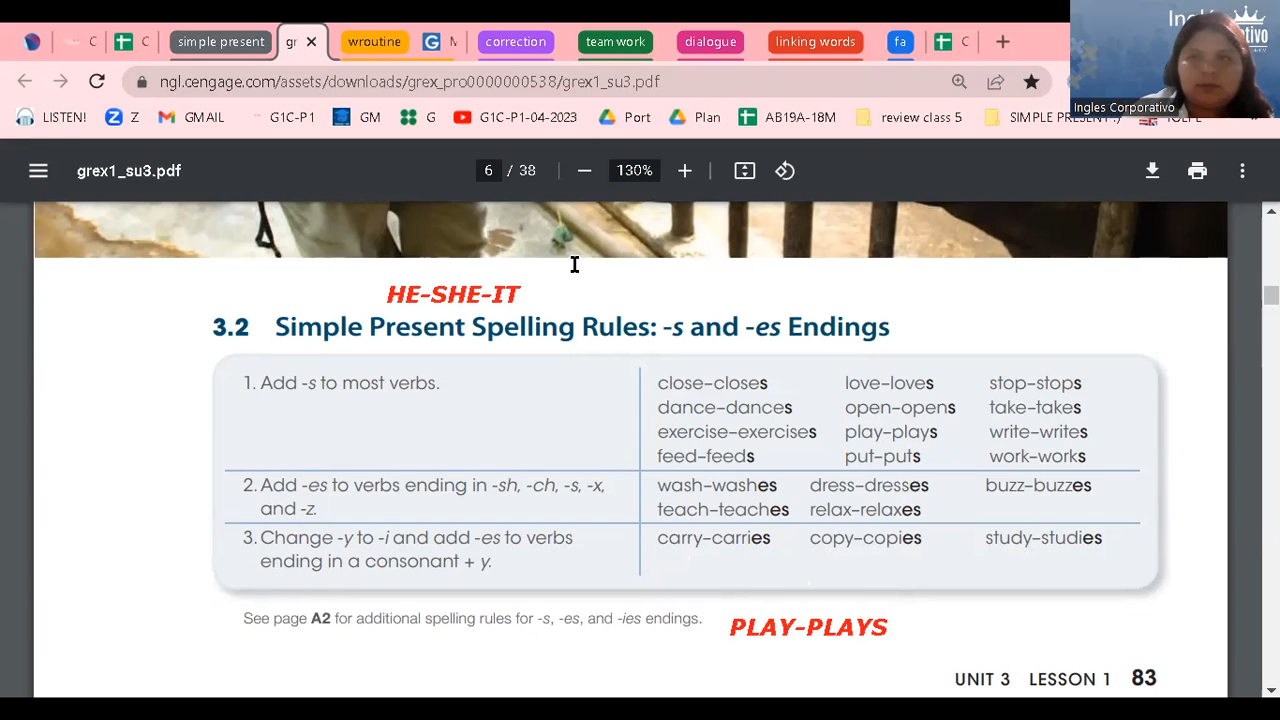 C
C
simple present
gr
wroutine
M
correction
team work
dialogue
linking words
fa
C
ngl.cengage.com/assets/downloads/grex_pro0000000538/grex1_su3.pdf
Ingles Corporativo
Z
GMAIL
G1C-P1
GM
G
G1C-P1-04-2023
Port
Plan
AB19A-18M
review class 5
grex1_su3.pdf
6 / 38
130%
HE-SHE-IT
3.2 Simple Present Spelling Rules: -s and -es Endings
1. Add -s to most verbs.
close–closes love–loves stop–stops
dance–dances open–opens take–takes
exercise–exercises play–plays write–writes
feed–feeds put–puts work–works
2. Add -es to verbs ending in -sh, -ch, -s, -x,
and -z.
wash–washes dress–dresses buzz–buzzes
teach–teaches relax–relaxes
3. Change -y to -i and add -es to verbs
ending in a consonant + y.
carry–carries copy–copies study–studies
See page A2 for additional spelling rules for -s, -es, and -ies endings.
PLAY-PLAYS
UNIT 3 LESSON 1 83